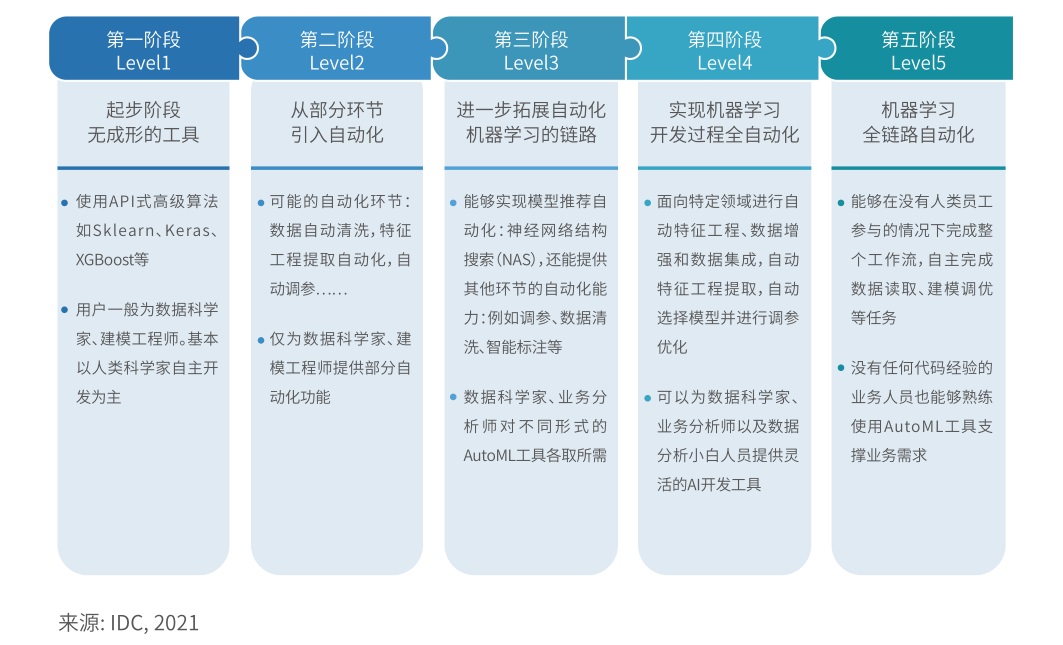 第一阶段
Level1
第二阶段
Level2
第三阶段
Level3
第四阶段
Level4
第五阶段
Level5
起步阶段
无成形的工具
从部分环节
引入自动化
进一步拓展自动化
机器学习的链路
实现机器学习
开发过程全自动化
机器学习
全链路自动化
使用API式高级算法
如Sklearn、Keras、
XGBoost等
用户一般为数据科学
家、建模工程师。基本
以人类科学家自主开
发为主
可能的自动化环节：
数据自动清洗，特征
工程提取自动化，自
动调参……
仅为数据科学家、建
模工程师提供部分自
动化功能
能够实现模型推荐自
动化：神经网络结构
搜索（NAS），还能提供
其他环节的自动化能
力：例如调参、数据清
洗、智能标注等
数据科学家、业务分
析师对不同形式的
AutoML工具各取所需
面向特定领域进行自
动特征工程、数据增
强和数据集成，自动
特征工程提取，自动
选择模型并进行调参
优化
可以为数据科学家、
业务分析师以及数据
分析小白人员提供灵
活的AI开发工具
能够在没有人类员工
参与的情况下完成整
个工作流，自主完成
数据读取、建模调优
等任务
没有任何代码经验的
业务人员也能够熟练
使用AutoML工具支
撑业务需求
来源: IDC, 2021